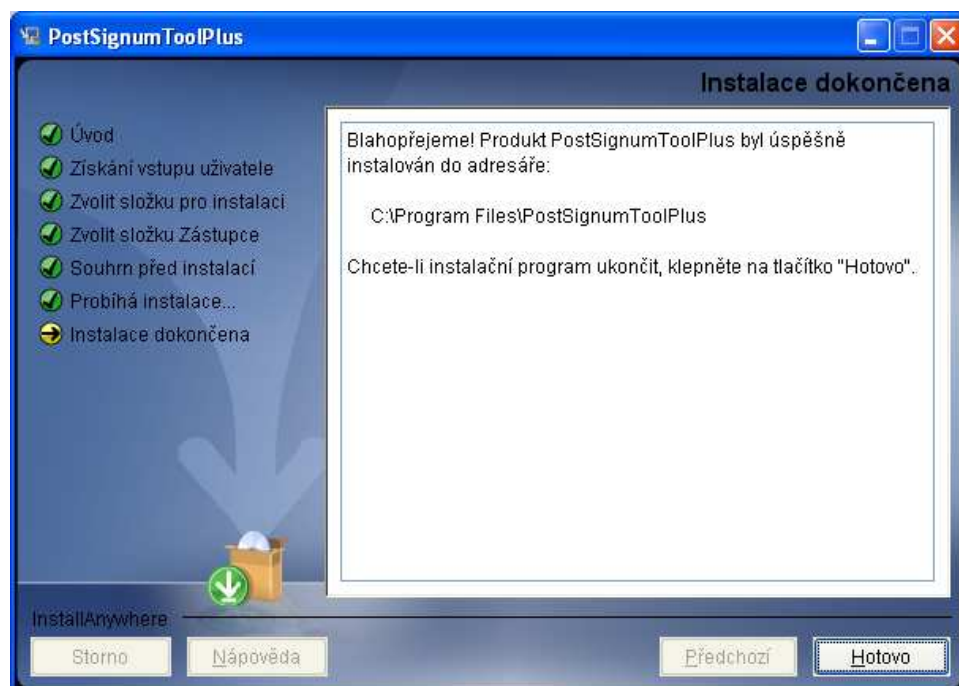 PostSignumToolPlus
Instalace dokončena
Úvod
Získání vstupu uživatele
Zvolit složku pro instalaci
Zvolit složku Zástupce
Souhrn před instalací
Probíhá instalace...
Instalace dokončena
Blahopřejeme! Produkt PostSignumToolPlus byl úspěšně
instalován do adresáře:
C:\Program Files\PostSignumToolPlus
Chcete-li instalační program ukončit, klepněte na tlačítko "Hotovo".
InstallAnywhere
Storno
Nápověda
Předchozí
Hotovo